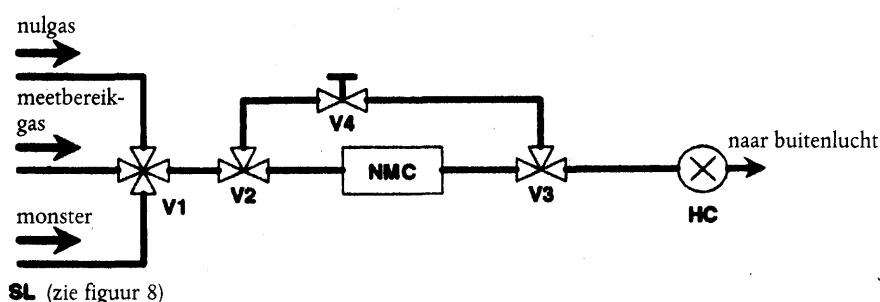 nulgas
meetbereik-
gas
monster
SL (zie figuur 8)
V1
V2
V4
NMC
V3
HC
naar buitenlucht